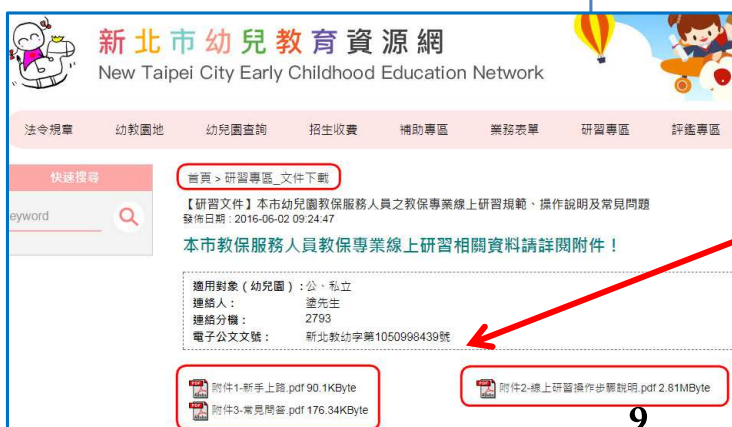 新北市幼兒教育資源網
New Taipei City Early Childhood Education Network
法令規章 幼教園地 幼兒園查詢 招生收費 補助專區 業務表單 研習專區 評鑑專區
快速搜尋
eyword
首頁 > 研習專區_文件下載
【研習文件】本市幼兒園教保服務人員之教保專業線上研習規範、操作說明及常見問題
發佈日期 : 2016-06-02 09:24:47
本市教保服務人員教保專業線上研習相關資料請詳閱附件！
適用對象 ( 幼兒園 ) : 公、私立
連絡人： 塗先生
連絡分機： 2793
電子公文文號： 新北教幼字第1050998439號
附件1-新手上路.pdf 90.1KByte
附件2-線上研習操作步驟說明.pdf 2.81MByte
附件3-常見問答.pdf 176.34KByte
9